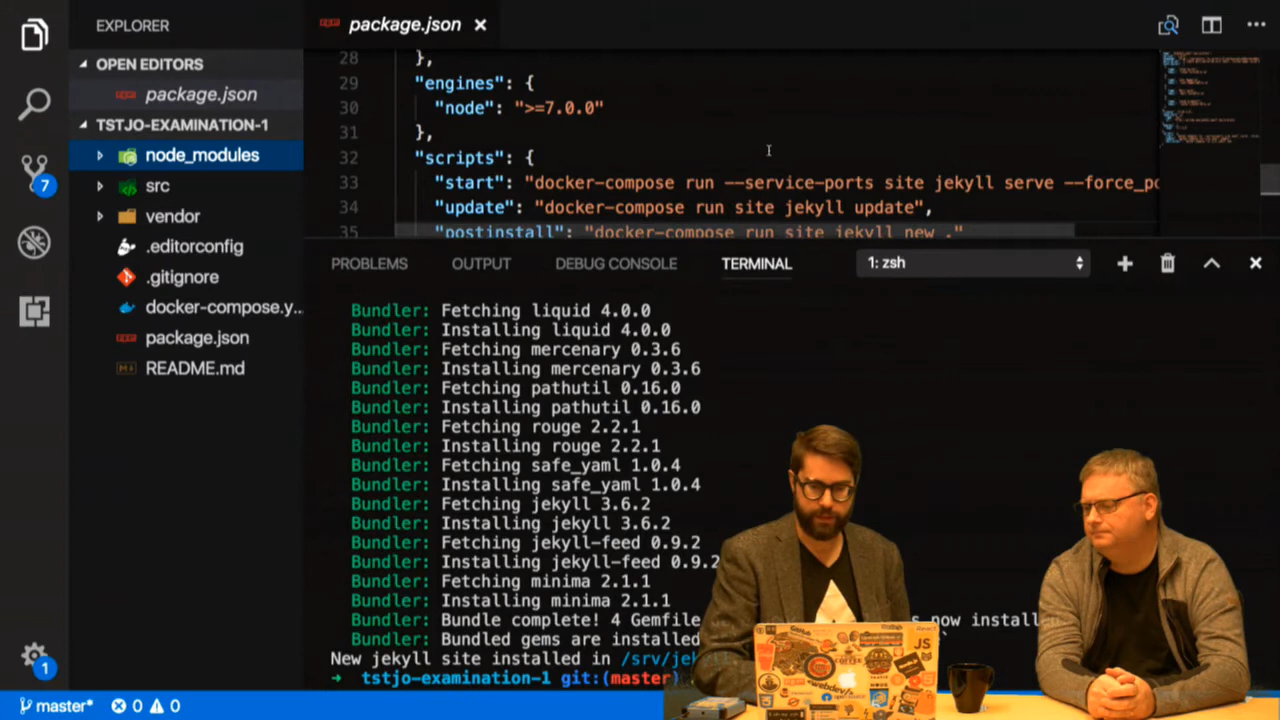 EXPLORER
OPEN EDITORS
package.json
TSTJO-EXAMINATION-1
node_modules
src
vendor
.editorconfig
.gitignore
docker-compose.y...
package.json
README.md
7
1
package.json ×
28 },
29 "engines": {
30 "node": ">=7.0.0"
31 },
32 "scripts": {
33 "start": "docker-compose run --service-ports site jekyll serve --force_po
34 "update": "docker-compose run site jekyll update",
35 "postinstall": "docker-compose run site jekyll new ."
PROBLEMS OUTPUT DEBUG CONSOLE TERMINAL 1: zsh
Bundler: Fetching liquid 4.0.0
Bundler: Installing liquid 4.0.0
Bundler: Fetching mercenary 0.3.6
Bundler: Installing mercenary 0.3.6
Bundler: Fetching pathutil 0.16.0
Bundler: Installing pathutil 0.16.0
Bundler: Fetching rouge 2.2.1
Bundler: Installing rouge 2.2.1
Bundler: Fetching safe_yaml 1.0.4
Bundler: Installing safe_yaml 1.0.4
Bundler: Fetching jekyll 3.6.2
Bundler: Installing jekyll 3.6.2
Bundler: Fetching jekyll-feed 0.9.2
Bundler: Installing jekyll-feed 0.9.2
Bundler: Fetching minima 2.1.1
Bundler: Installing minima 2.1.1
Bundler: Bundle complete! 4 Gemfile now install
Bundler: Bundled gems are installed
New jekyll site installed in /srv/jek
➜ tstjo-examination-1 git:(master)
JS
<webdev/>
master* 0 0